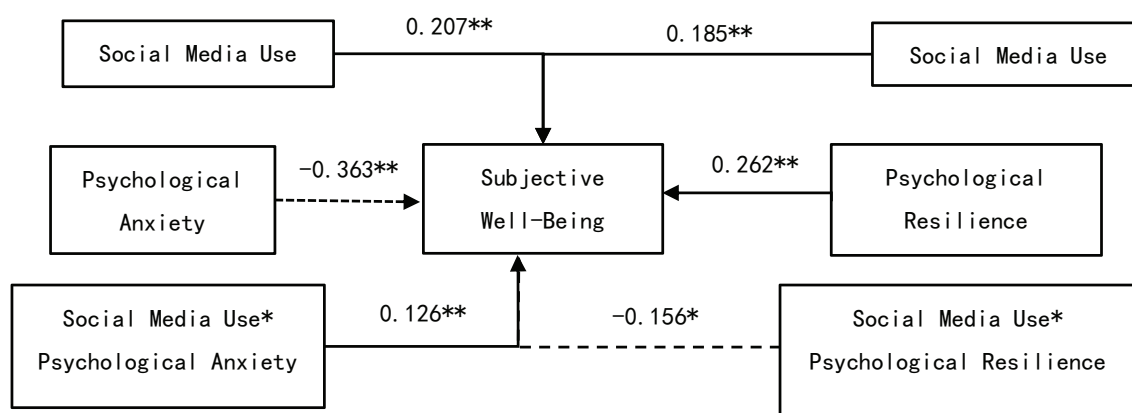 0.207**
0.185**
Social Media Use
Social Media Use
Psychological
Anxiety
-0.363**
Subjective
Well-Being
0.262**
Psychological
Resilience
Social Media Use*
Psychological Anxiety
0.126**
-0.156*
Social Media Use*
Psychological Resilience